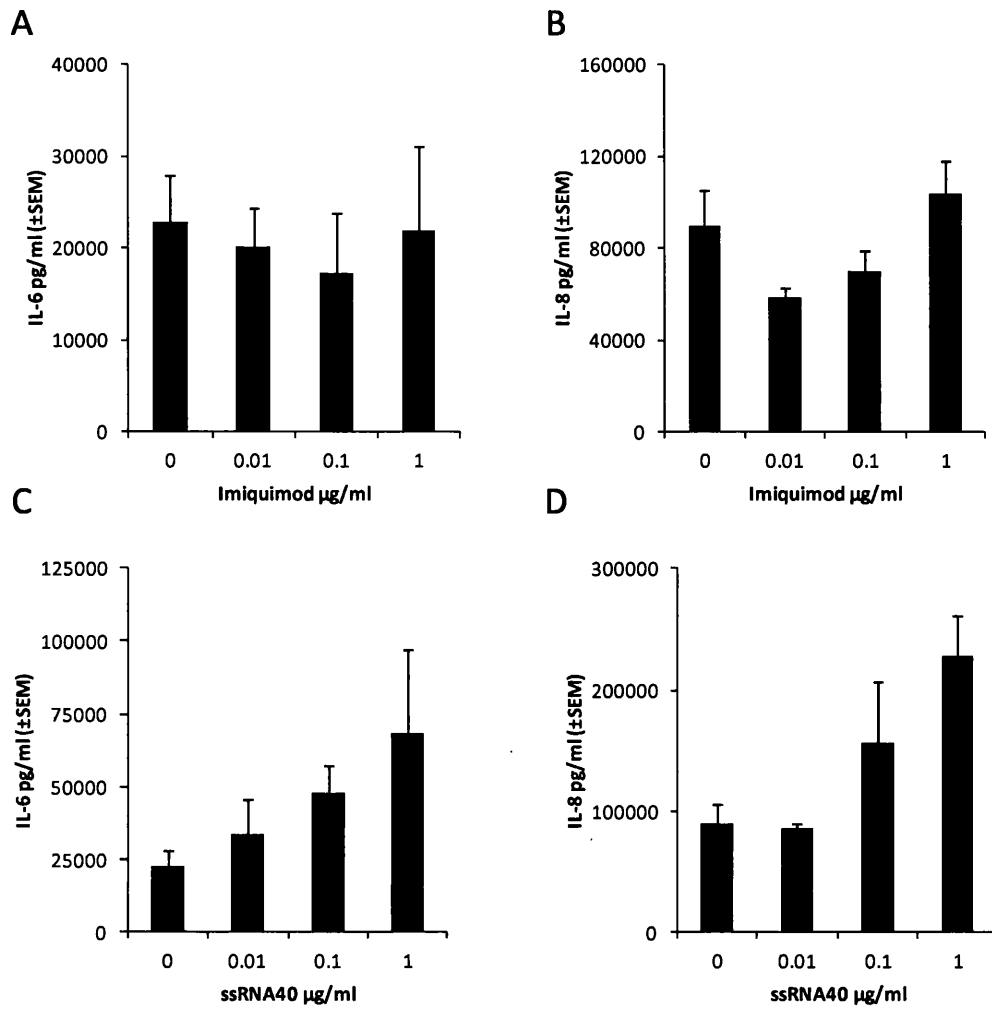 A
IL-6 pg/ml (±SEM)
40000
30000
20000
10000
0
0 0.01 0.1 1
Imiquimod µg/ml
B
IL-8 pg/ml (±SEM)
160000
120000
80000
40000
0
0 0.01 0.1 1
Imiquimod µg/ml
C
IL-6 pg/ml (±SEM)
125000
100000
75000
50000
25000
0
0 0.01 0.1 1
ssRNA40 µg/ml
D
IL-8 pg/ml (±SEM)
300000
200000
100000
0
0 0.01 0.1 1
ssRNA40 µg/ml